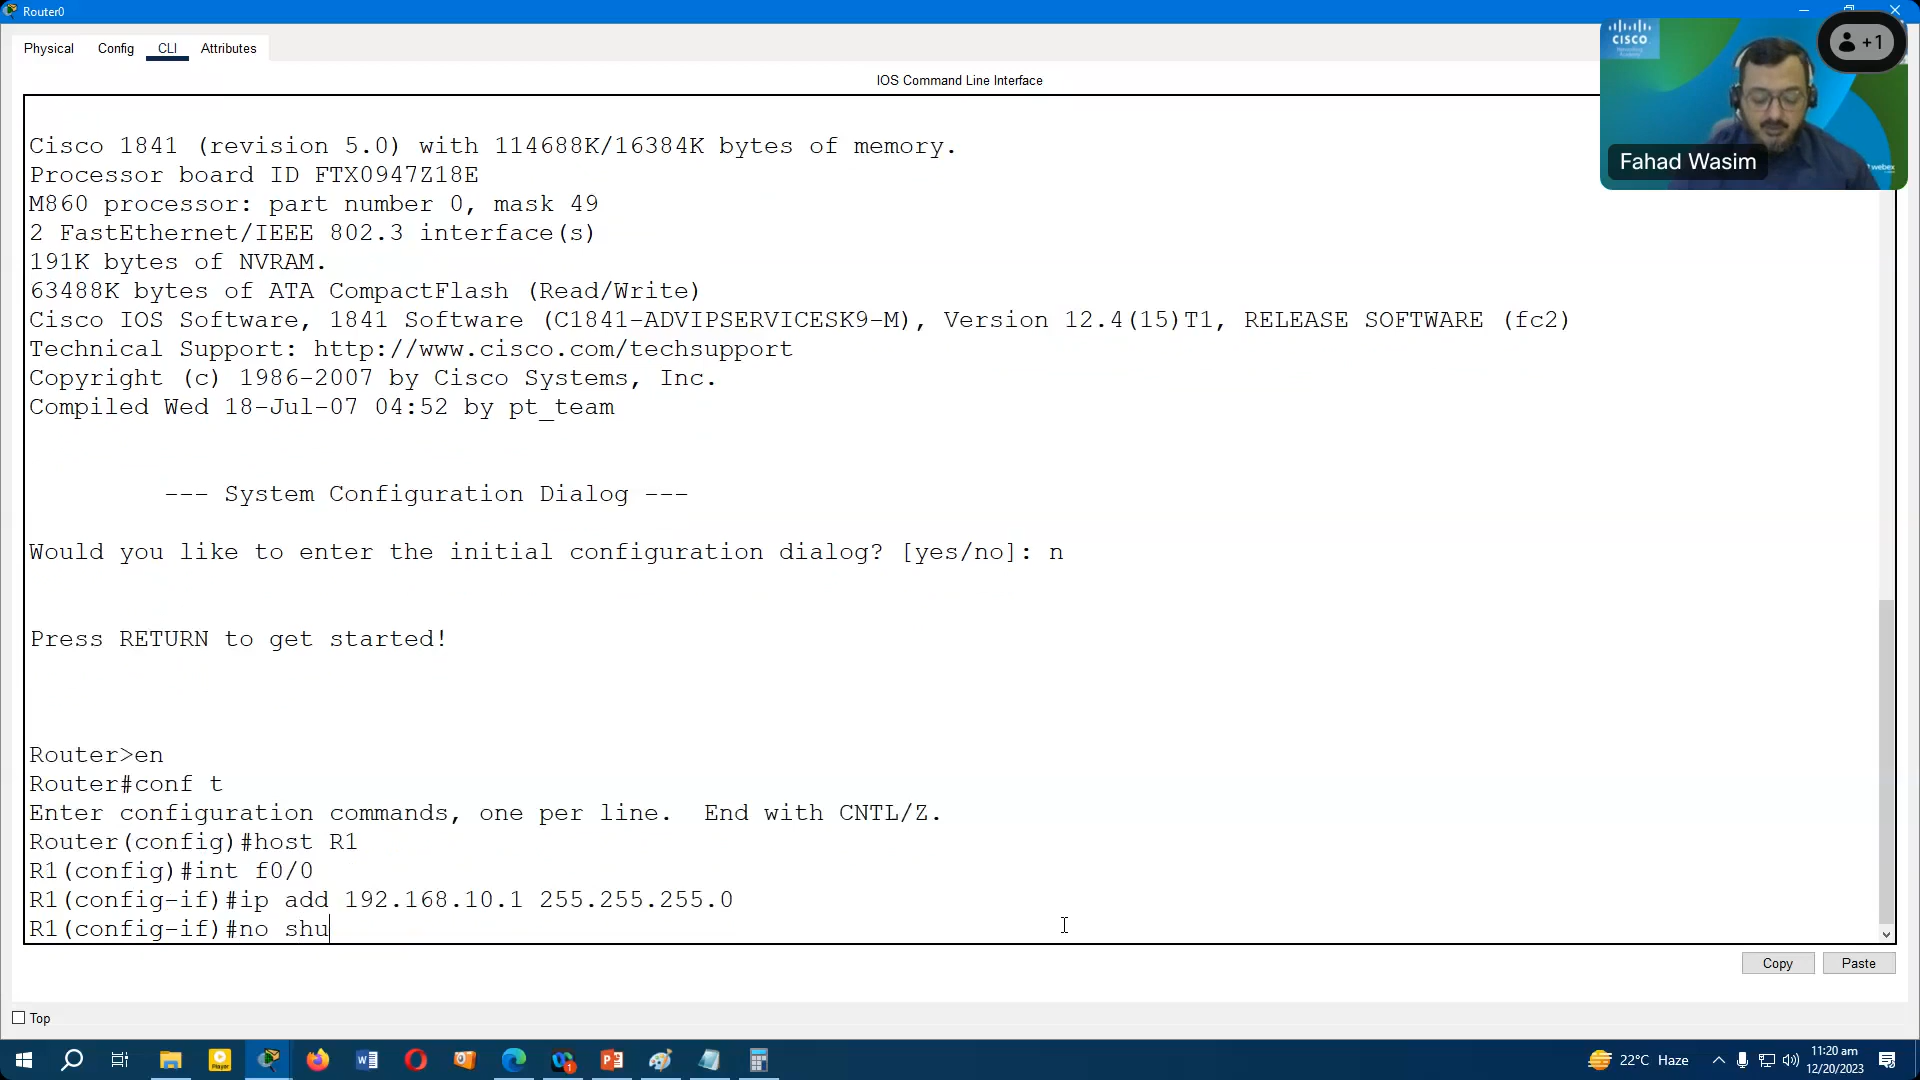 Router0
Physical Config CLI Attributes
IOS Command Line Interface
CISCO
+1
Fahad Wasim
webex
Cisco 1841 (revision 5.0) with 114688K/16384K bytes of memory.
Processor board ID FTX0947Z18E
M860 processor: part number 0, mask 49
2 FastEthernet/IEEE 802.3 interface(s)
191K bytes of NVRAM.
63488K bytes of ATA CompactFlash (Read/Write)
Cisco IOS Software, 1841 Software (C1841-ADVIPSERVICESK9-M), Version 12.4(15)T1, RELEASE SOFTWARE (fc2)
Technical Support: http://www.cisco.com/techsupport
Copyright (c) 1986-2007 by Cisco Systems, Inc.
Compiled Wed 18-Jul-07 04:52 by pt_team
--- System Configuration Dialog ---
Would you like to enter the initial configuration dialog? [yes/no]: n
Press RETURN to get started!
Router>en
Router#conf t
Enter configuration commands, one per line.  End with CNTL/Z.
Router(config)#host R1
R1(config)#int f0/0
R1(config-if)#ip add 192.168.10.1 255.255.255.0
R1(config-if)#no shu
Copy Paste
Top
22°C Haze
11:20 am
12/20/2023